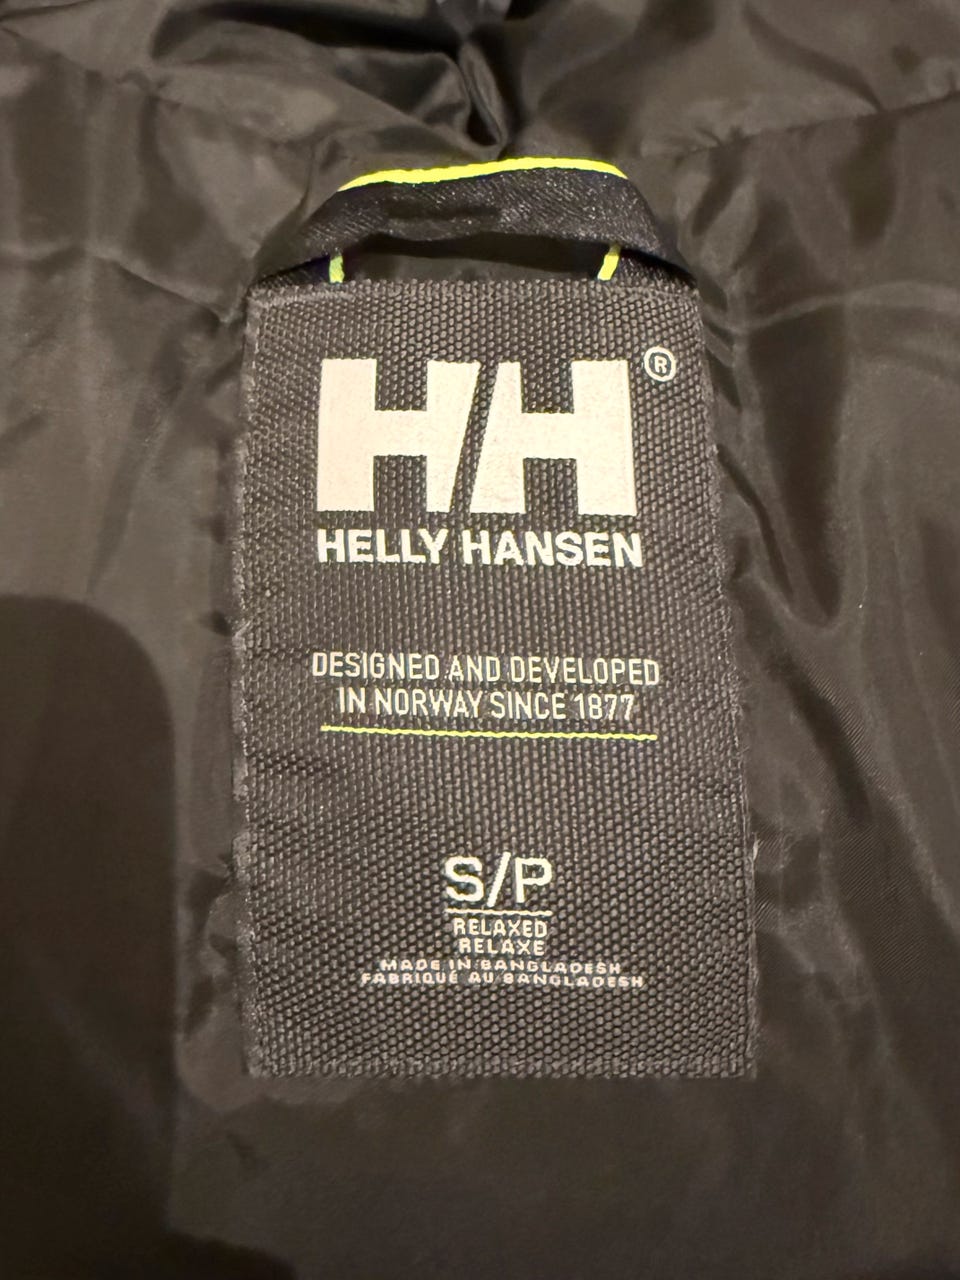 HH®
HELLY HANSEN
DESIGNED AND DEVELOPED
IN NORWAY SINCE 1877
S/P
RELAXED
RELAXE
MADE IN BANGLADESH
FABRIQUÉ AU BANGLADESH